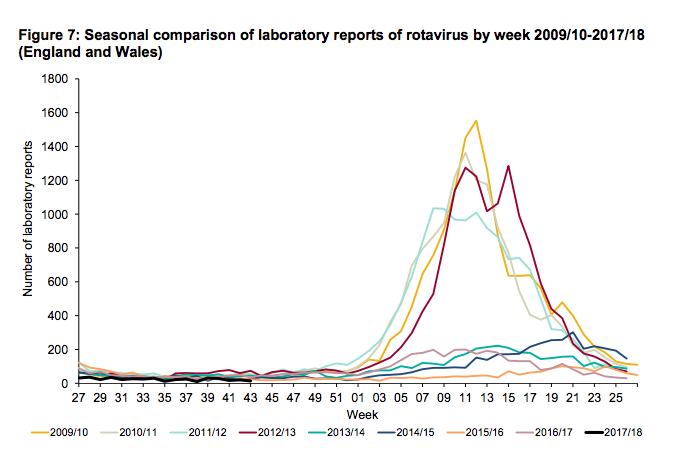 Figure 7: Seasonal comparison of laboratory reports of rotavirus by week 2009/10-2017/18
(England and Wales)
1800
1600
1400
1200
1000
800
600
400
200
0
Number of laboratory reports
27 29 31 33 35 37 39 41 43 45 47 49 51 01 03 05 07 09 11 13 15 17 19 21 23 25
Week
2009/10 2010/11 2011/12 2012/13 2013/14 2014/15 2015/16 2016/17 2017/18